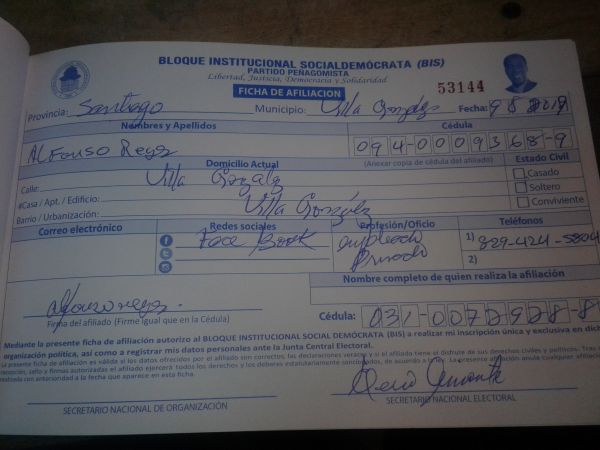 BLOQUE INSTITUCIONAL SOCIALDEMÓCRATA (BIS)
PARTIDO PEÑAGOMISTA
Libertad, Justicia, Democracia y Solidaridad
FICHA DE AFILIACION
53144
Provincia: Santiago Municipio: Villa Gonzalez Fecha:
Nombres y Apellidos Cédula
ALFonso Reyes 094-0009368-9
Domicilio Actual (Anexar copia de cédula del afiliado) Estado Civil
Calle: Villa Casado
#Casa / Apt. / Edificio: Soltero
Barrio / Urbanización: Villa González Conviviente
Correo electrónico Redes sociales Profesión/Oficio Teléfonos
Face Book empleado 1) 829-424-5804
Privado 2)
Nombre completo de quien realiza la afiliación
alfonso reyes.
Firma del afiliado (Firme igual que en la Cédula) Cédula: 031-0072928-8
Mediante la presente ficha de afiliación autorizo al BLOQUE INSTITUCIONAL SOCIAL DEMÓCRATA (BIS) a realizar mi inscripción única y exclusiva en dich
organización política, así como a registrar mis datos personales ante la Junta Central Electoral.
SECRETARIO NACIONAL DE ORGANIZACIÓN SECRETARIO NACIONAL ELECTORAL